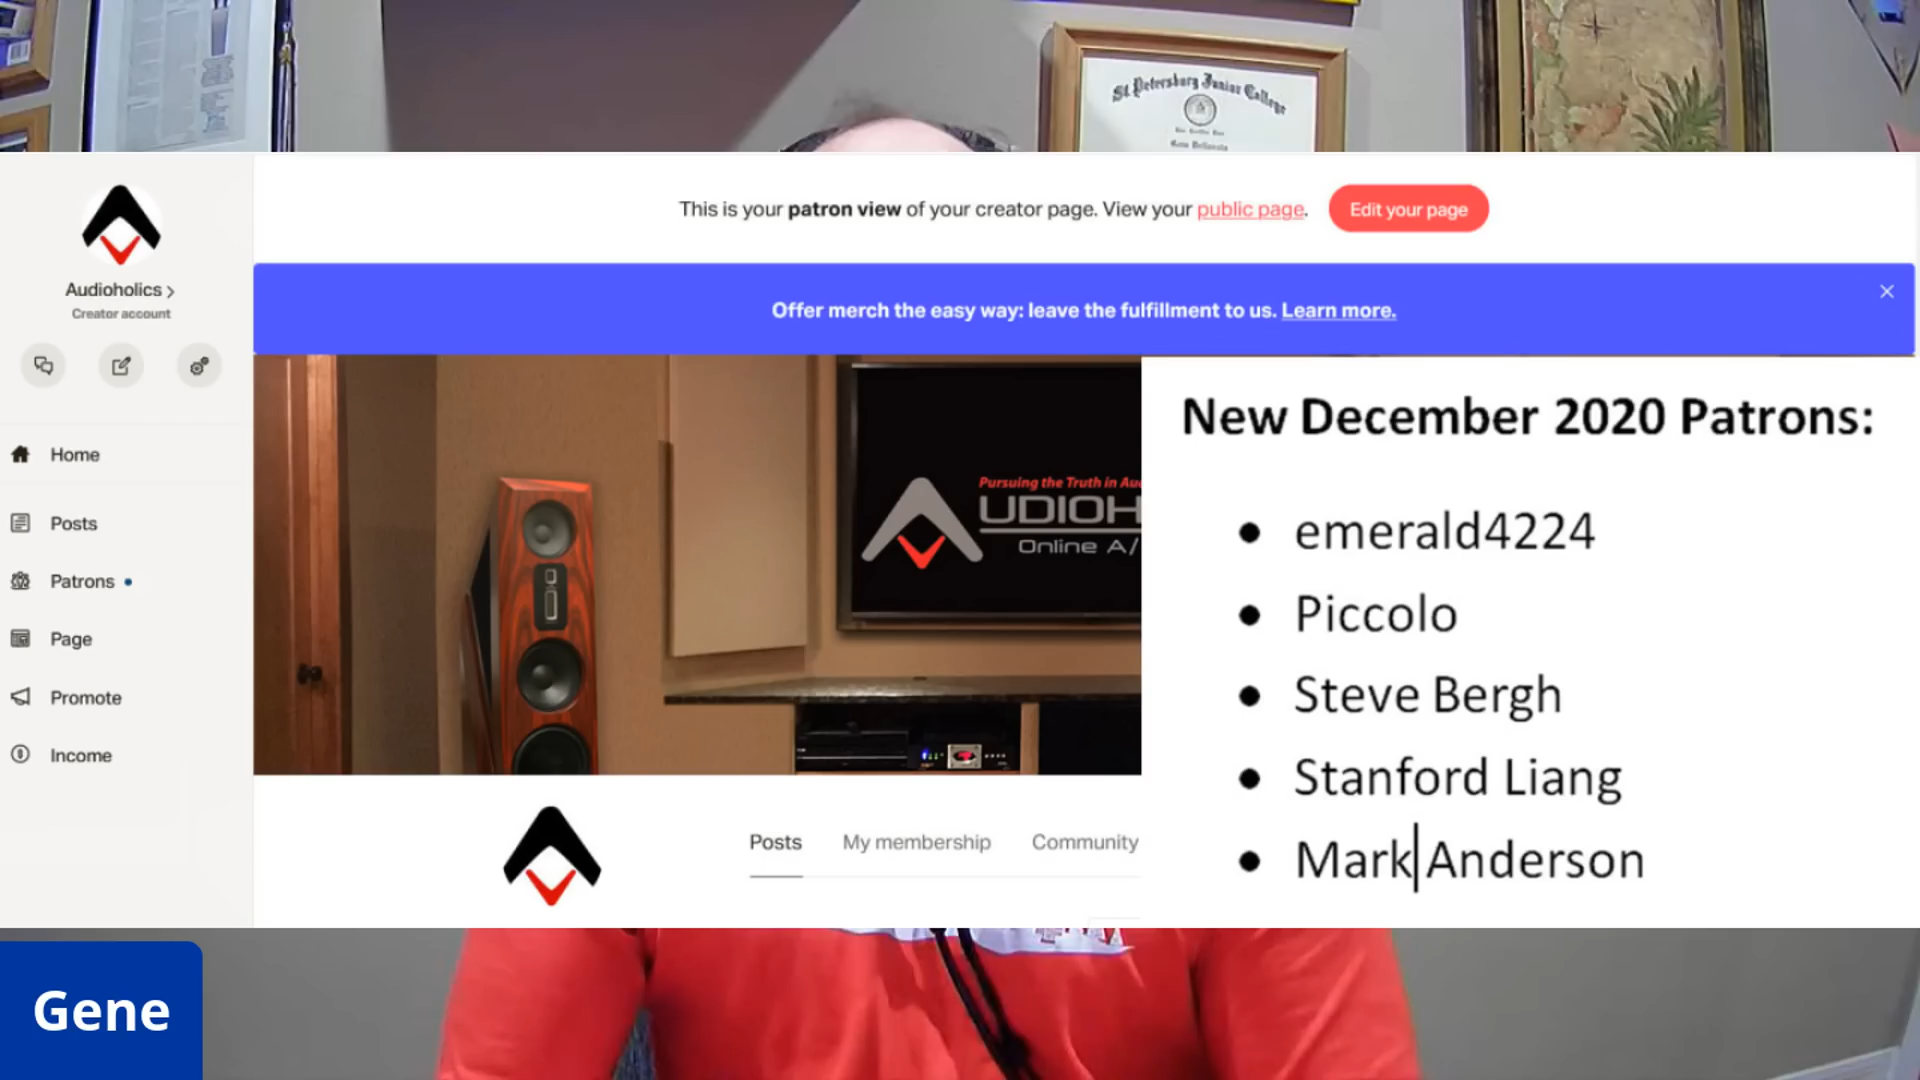 St Petersburg Junior College
This is your patron view of your creator page. View your public page.
Edit your page
Audioholics
Creator account
Offer merch the easy way: leave the fulfillment to us. Learn more.
Home
Posts
Patrons
Page
Promote
Income
Pursuing the Truth in Au
UDIOH
Online A/
New December 2020 Patrons:
• emerald4224
• Piccolo
• Steve Bergh
• Stanford Liang
• Mark Anderson
Posts
My membership
Community
Gene